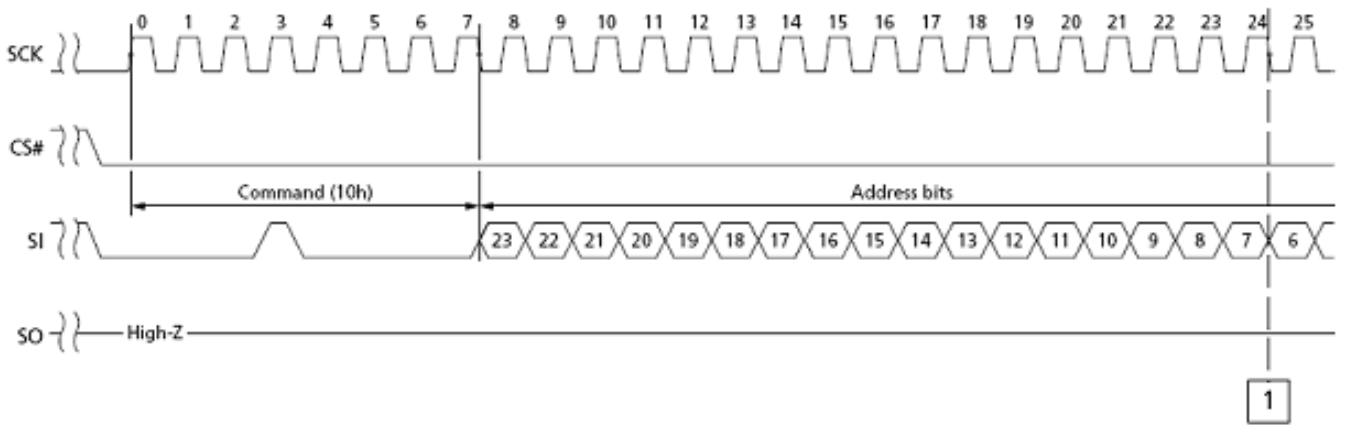 0 1 2 3 4 5 6 7 8 9 10 11 12 13 14 15 16 17 18 19 20 21 22 23 24 25
SCK
CS#
Command (10h) Address bits
SI 23 22 21 20 19 18 17 16 15 14 13 12 11 10 9 8 7 6
SO High-Z
1